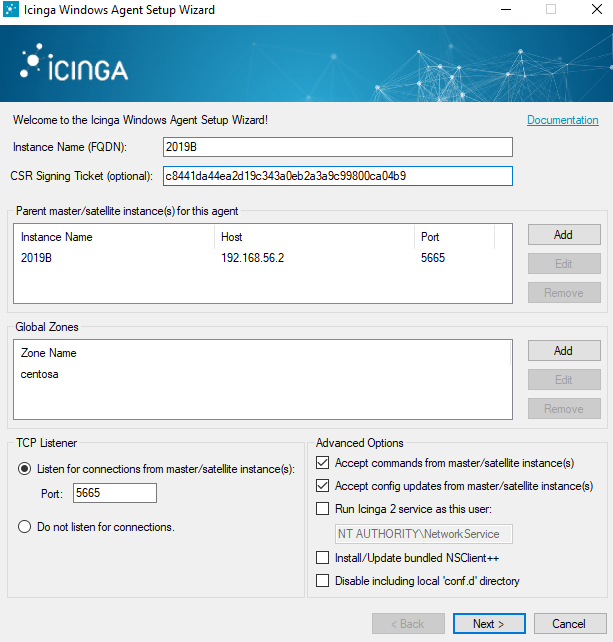 Icinga Windows Agent Setup Wizard
icinga
Welcome to the Icinga Windows Agent Setup Wizard!
Documentation
Instance Name (FQDN):
2019B
CSR Signing Ticket (optional):
c8441da44ea2d19c343a0eb2a3a9c99800ca04b9
Parent master/satellite instance(s) for this agent
Instance Name Host Port
2019B 192.168.56.2 5665
Add
Edit
Remove
Global Zones
Zone Name
centosa
Add
Edit
Remove
TCP Listener
Listen for connections from master/satellite instance(s):
Port: 5665
Do not listen for connections.
Advanced Options
Accept commands from master/satellite instance(s)
Accept config updates from master/satellite instance(s)
Run Icinga 2 service as this user:
NT AUTHORITY\NetworkService
Install/Update bundled NSClient++
Disable including local 'conf.d' directory
< Back
Next >
Cancel